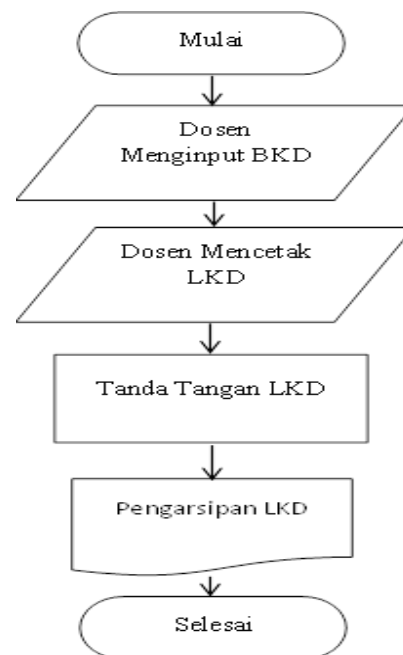 Mulai
Dosen
Menginput BKD
Dosen Mencetak
LKD
Tanda Tangan LKD
Pengarsipan LKD
Selesai